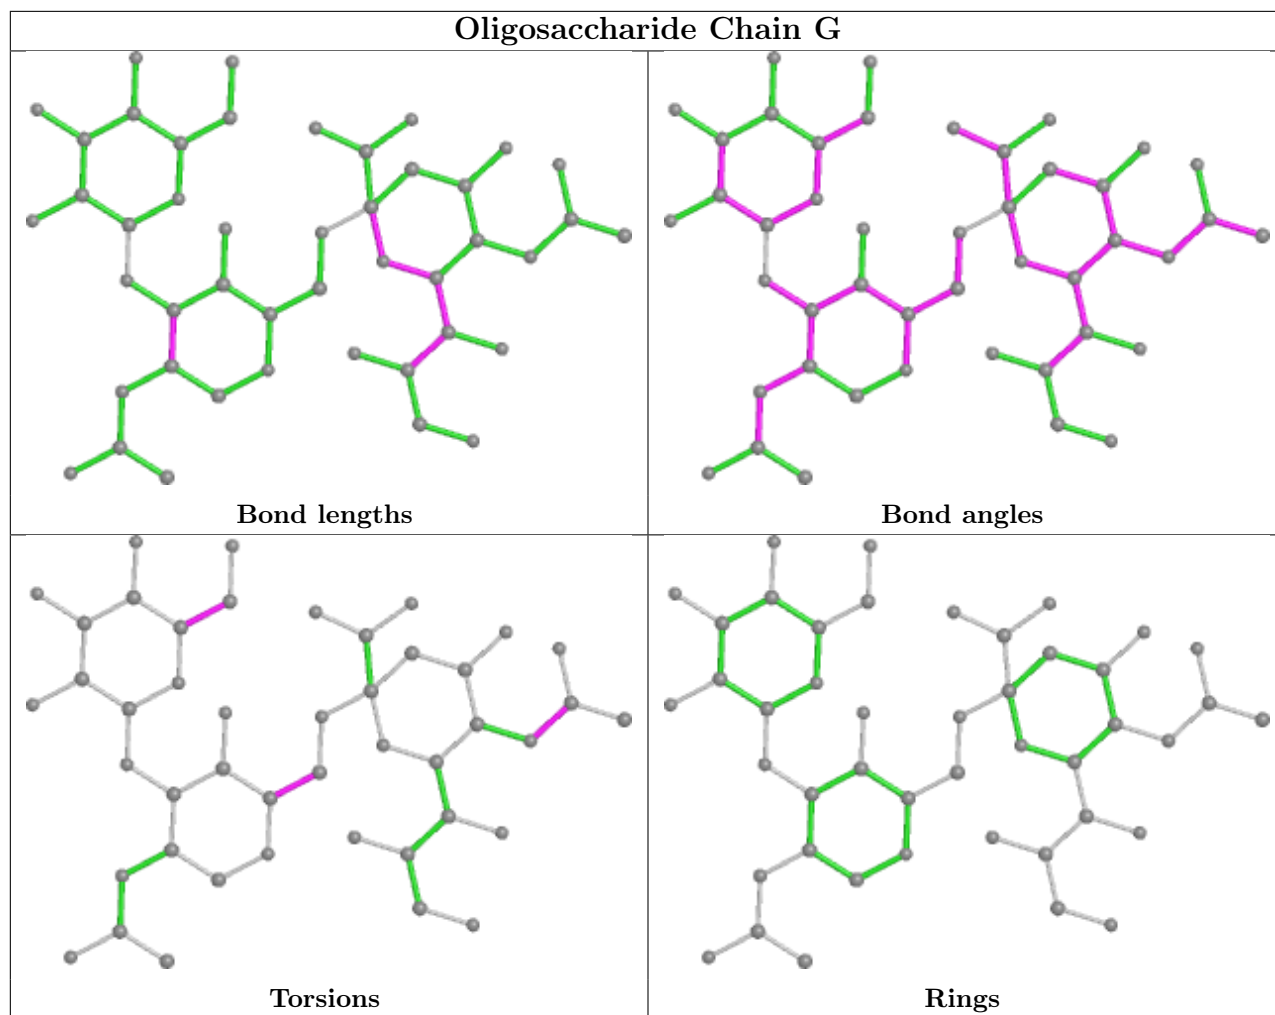 Oligosaccharide Chain G
Bond lengths
Bond angles
Torsions
Rings